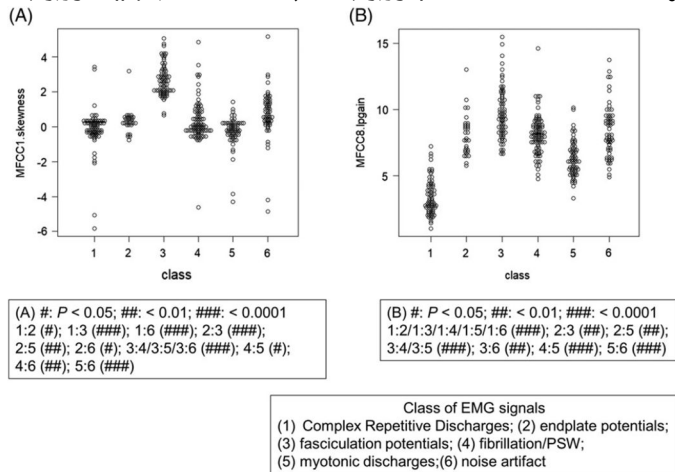 (A)
(B)
4
2
0
-2
-4
-6
MFCC1.skewness
1 2 3 4 5 6
class
15
10
5
MFCC8.lpgain
1 2 3 4 5 6
class
(A) #: P < 0.05; ##: < 0.01; ###: < 0.0001
1:2 (#); 1:3 (###); 1:6 (###); 2:3 (###);
2:5 (##); 2:6 (#); 3:4/3:5/3:6 (###); 4:5 (#);
4:6 (##); 5:6 (###)
(B) #: P < 0.05; ##: < 0.01; ###: < 0.0001
1:2/1:3/1:4/1:5/1:6 (###); 2:3 (##); 2:5 (##);
3:4/3:5 (###); 3:6 (##); 4:5 (###); 5:6 (###)
Class of EMG signals
(1) Complex Repetitive Discharges; (2) endplate potentials;
(3) fasciculation potentials; (4) fibrillation/PSW;
(5) myotonic discharges;(6) noise artifact